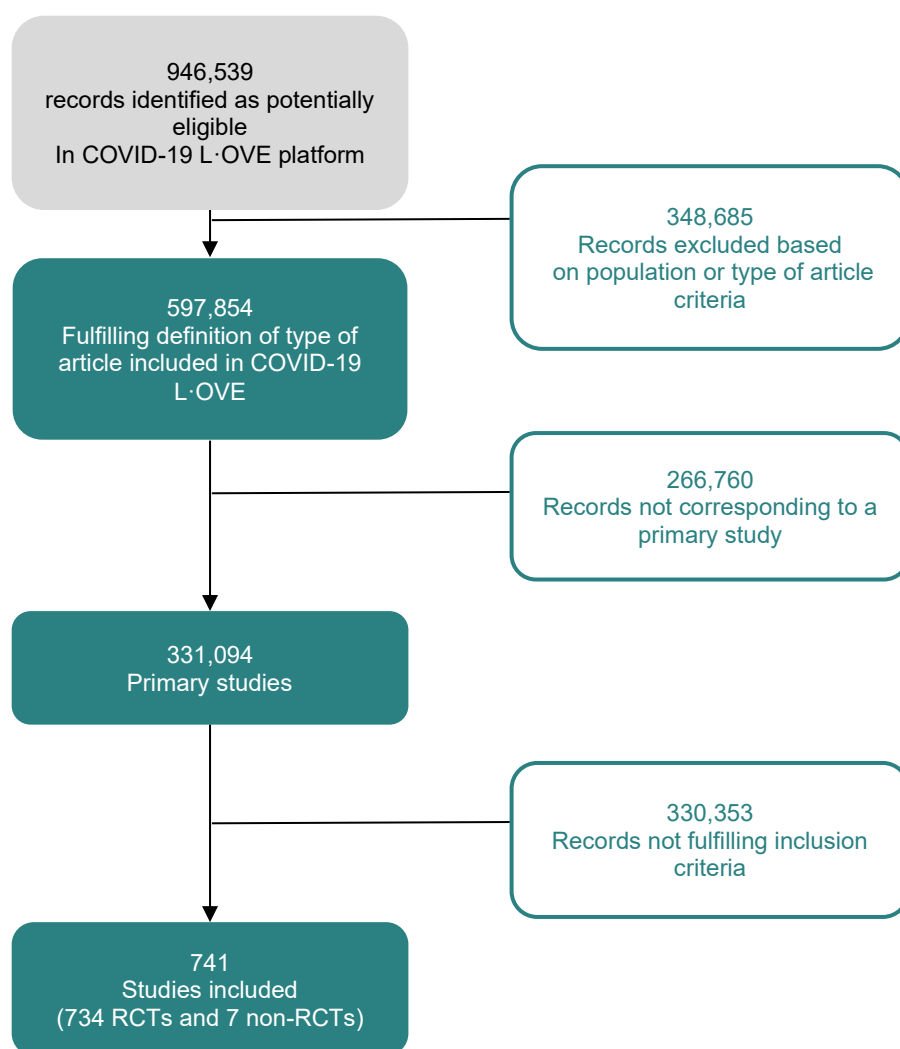 946,539
records identified as potentially
eligible
In COVID-19 L·OVE platform
348,685
Records excluded based
on population or type of article
criteria
597,854
Fulfilling definition of type of
article included in COVID-19
L·OVE
266,760
Records not corresponding to a
primary study
331,094
Primary studies
330,353
Records not fulfilling inclusion
criteria
741
Studies included
(734 RCTs and 7 non-RCTs)